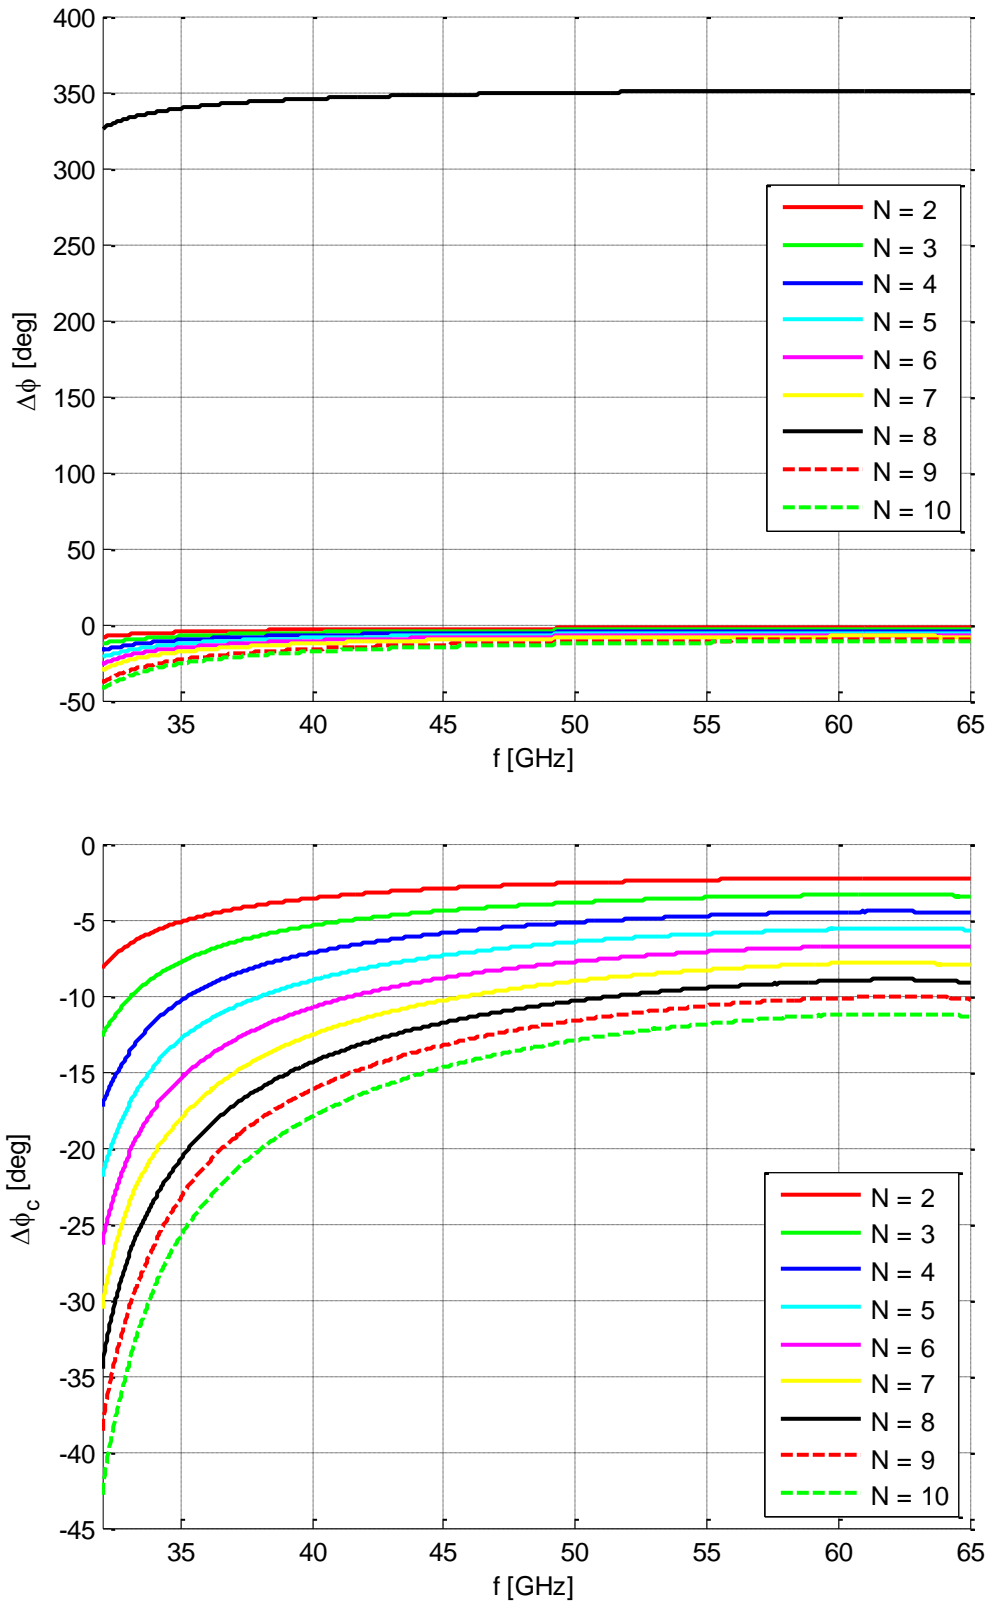 400
350
300
250
200
150
100
50
0
-50
Δϕ [deg]
35 40 45 50 55 60 65
f [GHz]
N = 2
N = 3
N = 4
N = 5
N = 6
N = 7
N = 8
N = 9
N = 10
0
-5
-10
-15
-20
-25
-30
-35
-40
-45
Δϕc [deg]
35 40 45 50 55 60 65
f [GHz]
N = 2
N = 3
N = 4
N = 5
N = 6
N = 7
N = 8
N = 9
N = 10